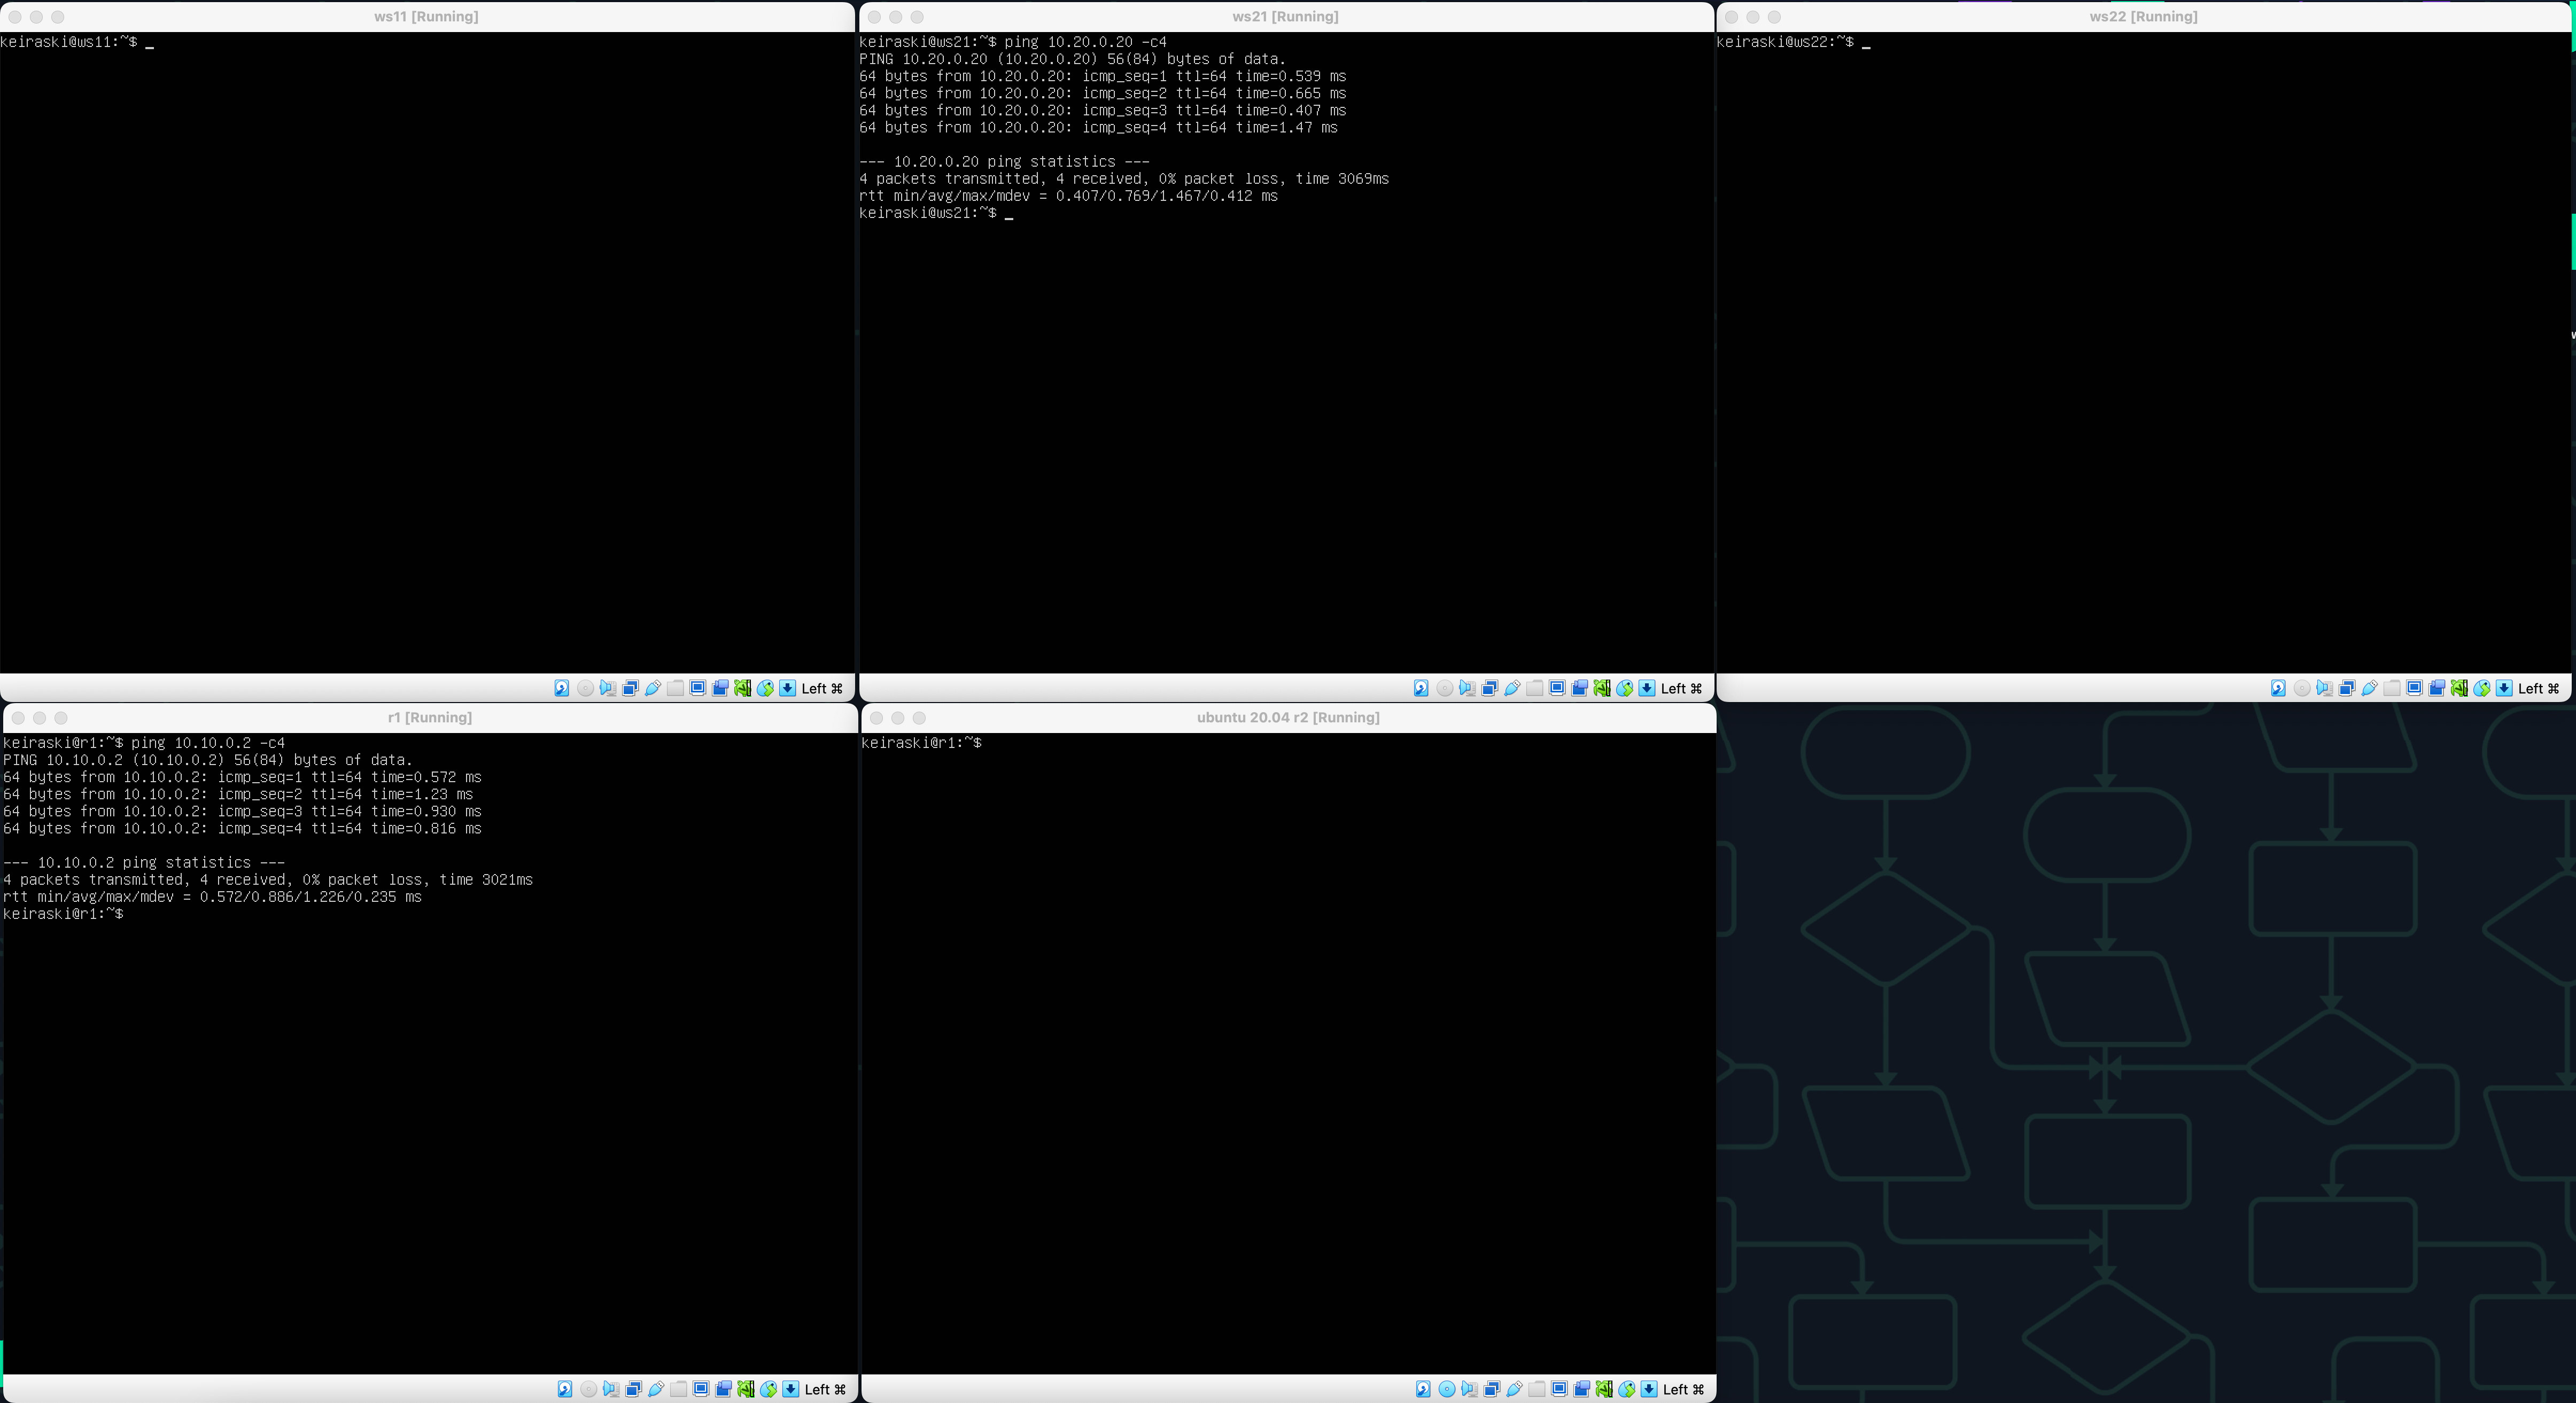 ws11 [Running]
keiraski@ws11:~$ _
Left ⌘
ws21 [Running]
keiraski@ws21:~$ ping 10.20.0.20 -c4
PING 10.20.0.20 (10.20.0.20) 56(84) bytes of data.
64 bytes from 10.20.0.20: icmp_seq=1 ttl=64 time=0.539 ms
64 bytes from 10.20.0.20: icmp_seq=2 ttl=64 time=0.665 ms
64 bytes from 10.20.0.20: icmp_seq=3 ttl=64 time=0.407 ms
64 bytes from 10.20.0.20: icmp_seq=4 ttl=64 time=1.47 ms
--- 10.20.0.20 ping statistics ---
4 packets transmitted, 4 received, 0% packet loss, time 3069ms
rtt min/avg/max/mdev = 0.407/0.769/1.467/0.412 ms
keiraski@ws21:~$ _
Left ⌘
ws22 [Running]
keiraski@ws22:~$ _
Left ⌘
r1 [Running]
keiraski@r1:~$ ping 10.10.0.2 -c4
PING 10.10.0.2 (10.10.0.2) 56(84) bytes of data.
64 bytes from 10.10.0.2: icmp_seq=1 ttl=64 time=0.572 ms
64 bytes from 10.10.0.2: icmp_seq=2 ttl=64 time=1.23 ms
64 bytes from 10.10.0.2: icmp_seq=3 ttl=64 time=0.930 ms
64 bytes from 10.10.0.2: icmp_seq=4 ttl=64 time=0.816 ms
--- 10.10.0.2 ping statistics ---
4 packets transmitted, 4 received, 0% packet loss, time 3021ms
rtt min/avg/max/mdev = 0.572/0.886/1.226/0.235 ms
keiraski@r1:~$
Left ⌘
ubuntu 20.04 r2 [Running]
keiraski@r1:~$
Left ⌘